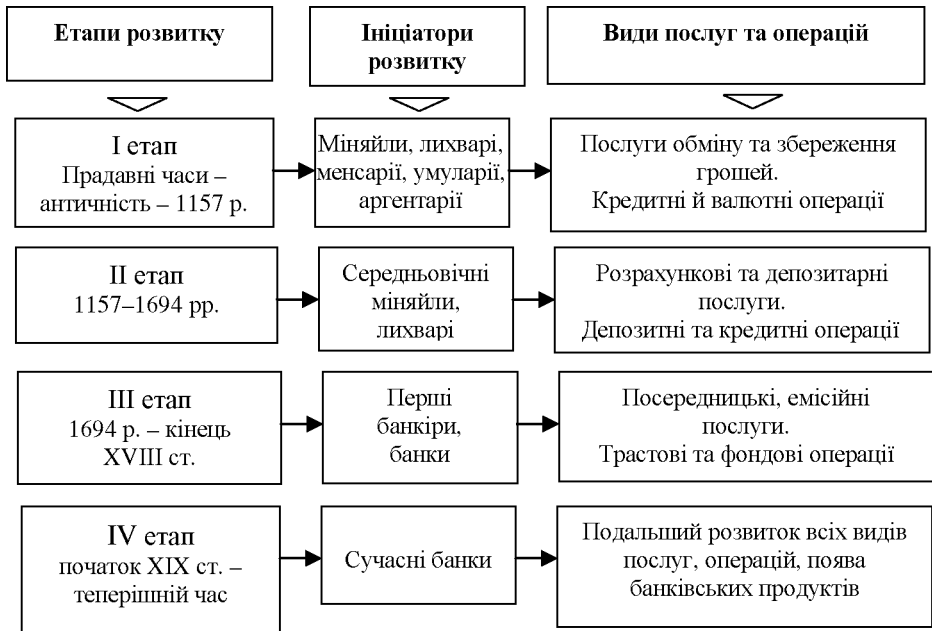 Етапи розвитку
Ініціатори
розвитку
Види послуг та операцій
I етап
Прадавні часи –
античність – 1157 р.
Міняйли, лихварі,
менсарії, умуларії,
аргентарії
Послуги обміну та збереження
грошей.
Кредитні й валютні операції
II етап
1157–1694 рр.
Середньовічні
міняйли,
лихварі
Розрахункові та депозитарні
послуги.
Депозитні та кредитні операції
III етап
1694 р. – кінець
XVIII ст.
Перші
банкіри,
банки
Посередницькі, емісійні
послуги.
Трастові та фондові операції
IV етап
початок XIX ст. –
теперішній час
Сучасні банки
Подальший розвиток всіх видів
послуг, операцій, поява
банківських продуктів